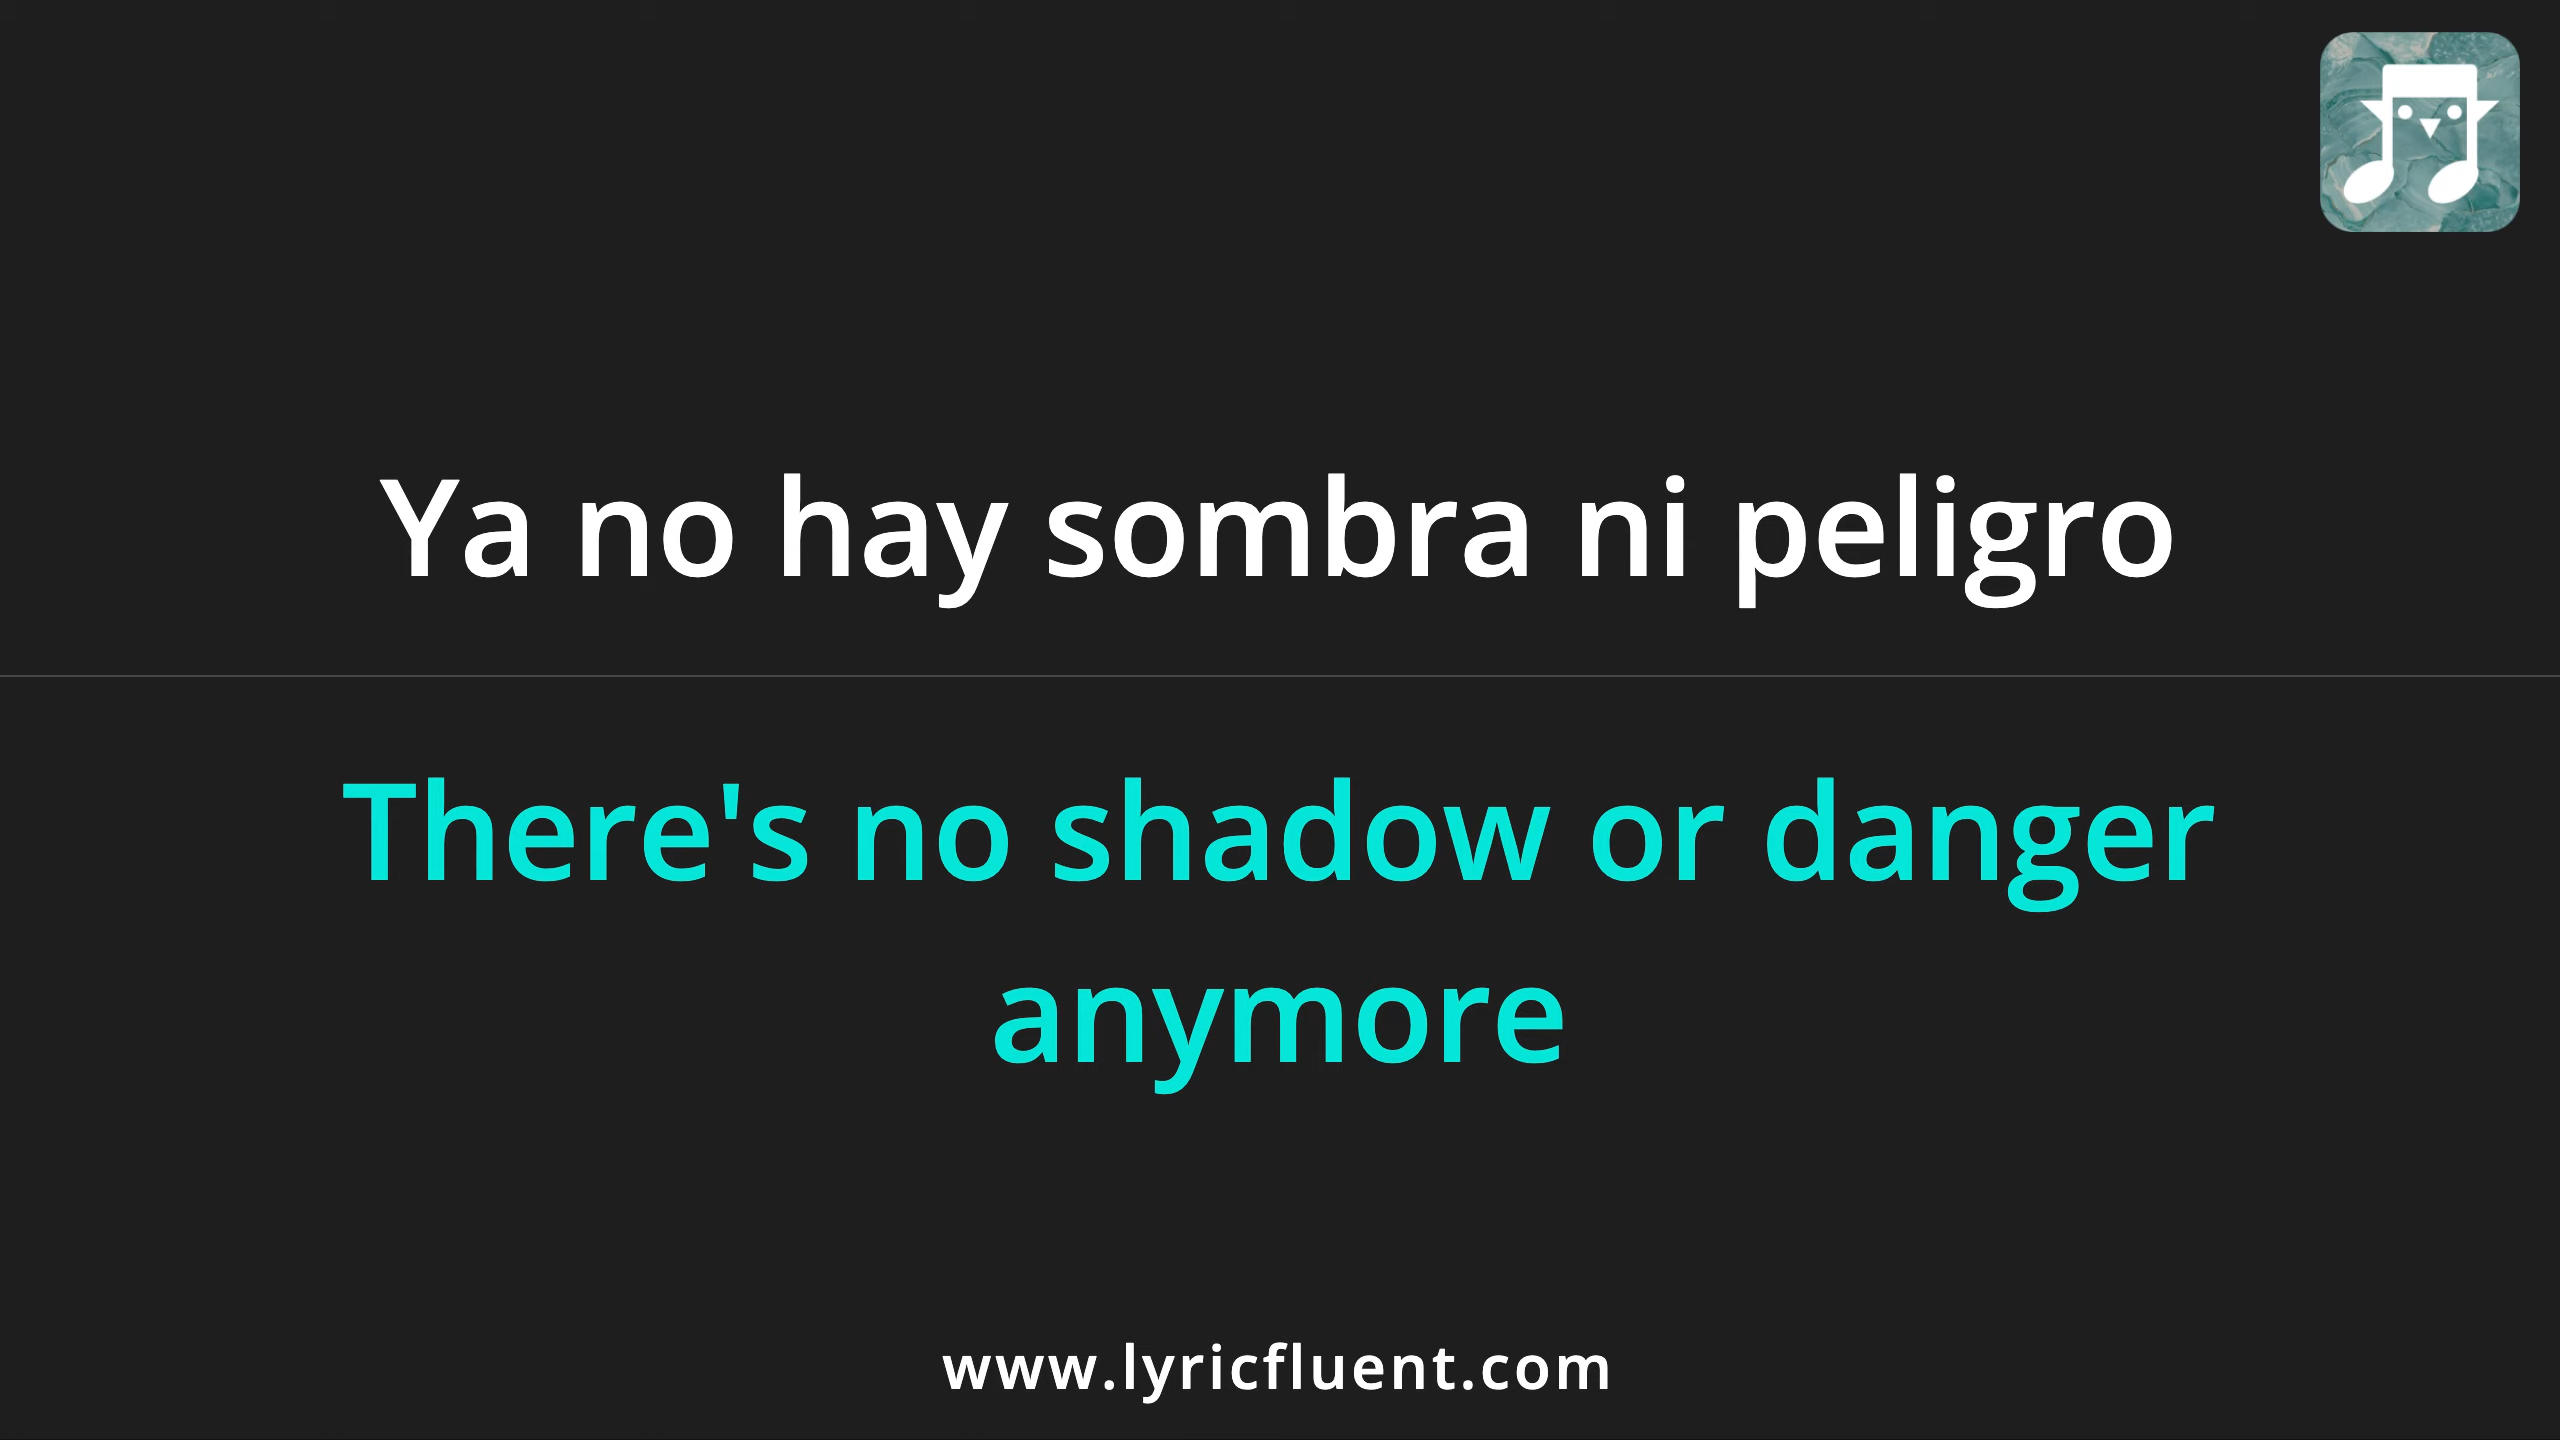 Ya no hay sombra ni peligro
There's no shadow or danger
anymore
www.lyricfluent.com